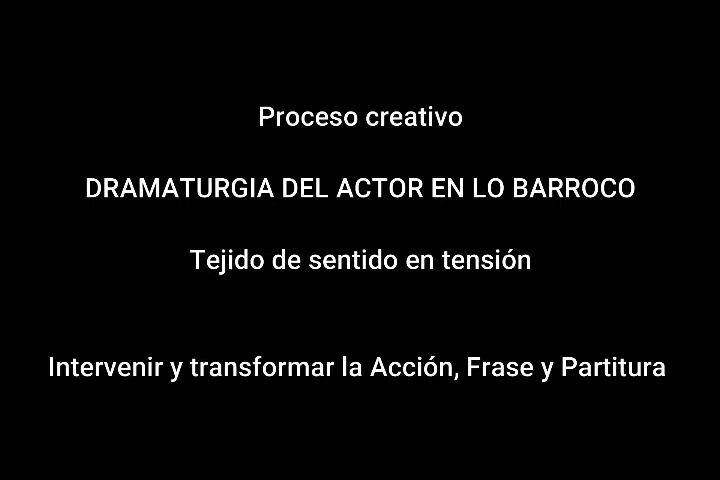 Proceso creativo
DRAMATURGIA DEL ACTOR EN LO BARROCO
Tejido de sentido en tensión
Intervenir y transformar la Acción, Frase y Partitura